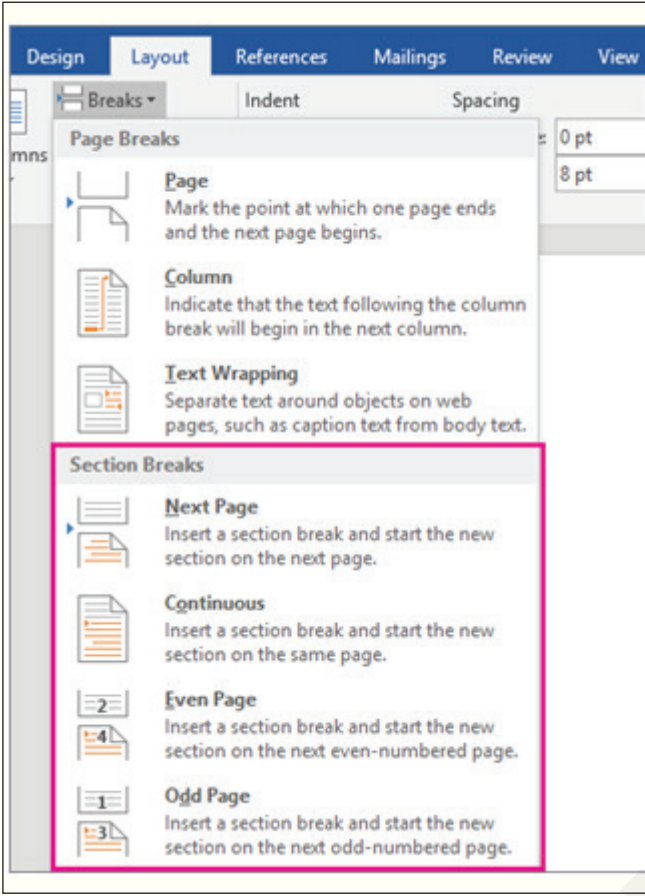 Design Layout References Mailings Review View
Breaks Indent Spacing
mns
Page Breaks
0 pt
8 pt
Page
Mark the point at which one page ends
and the next page begins.
Column
Indicate that the text following the column
break will begin in the next column.
Text Wrapping
Separate text around objects on web
pages, such as caption text from body text.
Section Breaks
Next Page
Insert a section break and start the new
section on the next page.
Continuous
Insert a section break and start the new
section on the same page.
2
4
Even Page
Insert a section break and start the new
section on the next even-numbered page.
1
3
Odd Page
Insert a section break and start the new
section on the next odd-numbered page.